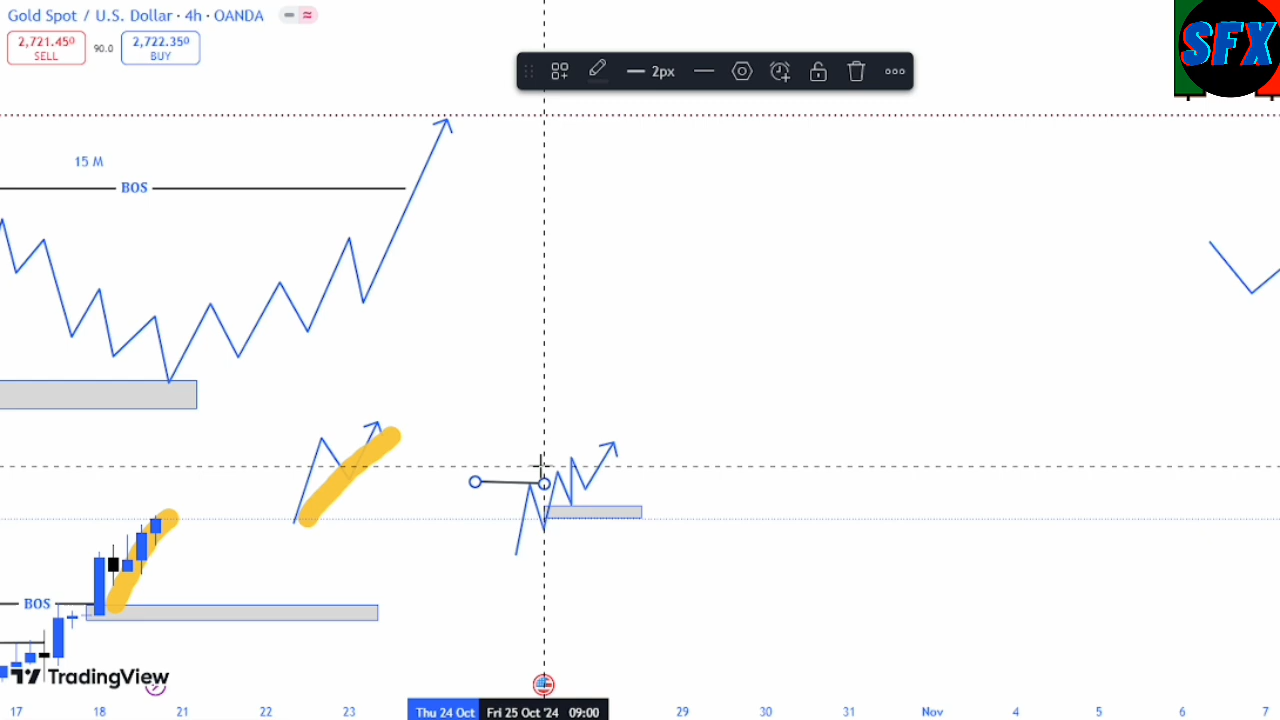 Gold Spot / U.S. Dollar · 4h · OANDA
2,721.450
SELL
90.0
2,722.350
BUY
2px
SFX
15 M
BOS
BOS
TradingView
17 18 21 22 23 Thu 24 Oct Fri 25 Oct '24 09:00 29 30 31 Nov 4 5 6 7